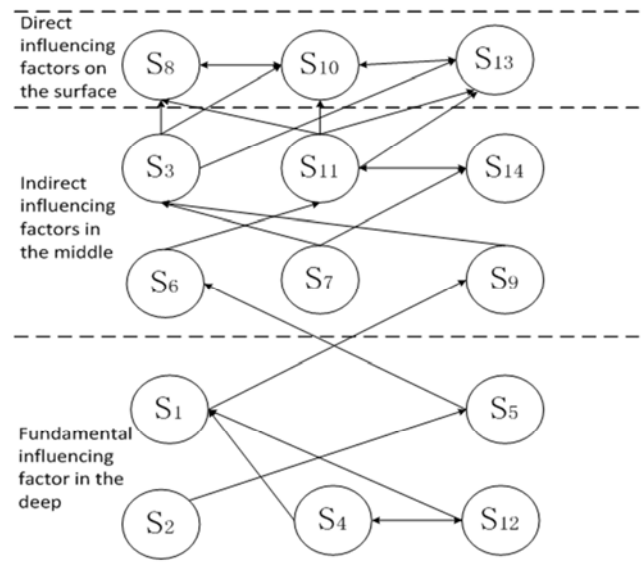 Direct
influencing
factors on
the surface
S8 S10 S13
Indirect
influencing
factors in
the middle
S3 S11 S14
S6 S7 S9
Fundamental
influencing
factor in the
deep
S1 S5
S2 S4 S12